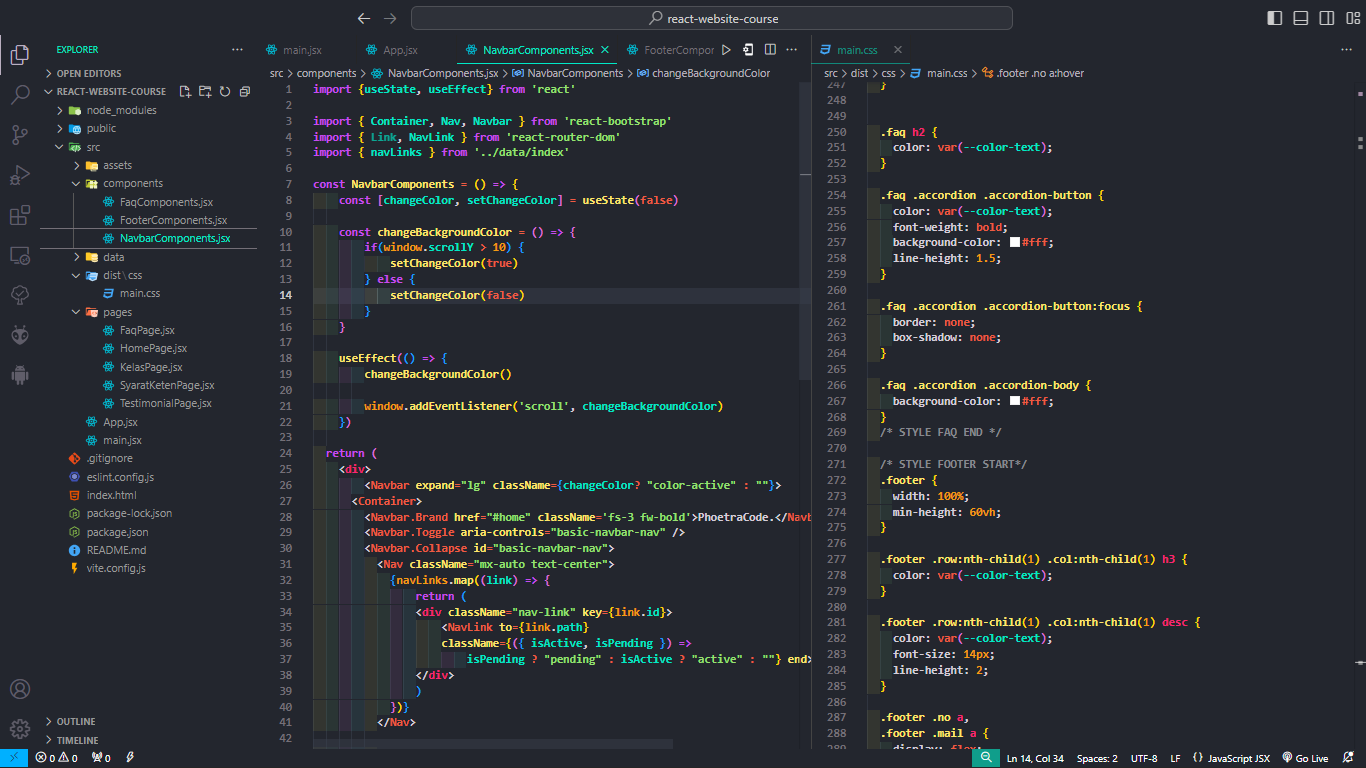 react-website-course
EXPLORER
OPEN EDITORS
REACT-WEBSITE-COURSE
node_modules
public
src
assets
components
FaqComponents.jsx
FooterComponents.jsx
NavbarComponents.jsx
data
dist\css
main.css
pages
FaqPage.jsx
HomePage.jsx
KelasPage.jsx
SyaratKetenPage.jsx
TestimonialPage.jsx
App.jsx
main.jsx
.gitignore
eslint.config.js
index.html
package-lock.json
package.json
README.md
vite.config.js
OUTLINE
TIMELINE
main.jsx App.jsx NavbarComponents.jsx FooterCompor
src > components > NavbarComponents.jsx > NavbarComponents > changeBackgroundColor
1 import {useState, useEffect} from 'react'
2
3 import { Container, Nav, Navbar } from 'react-bootstrap'
4 import { Link, NavLink } from 'react-router-dom'
5 import { navLinks } from '../data/index'
6
7 const NavbarComponents = () => {
8 const [changeColor, setChangeColor] = useState(false)
9
10 const changeBackgroundColor = () => {
11 if(window.scrollY > 10) {
12 setChangeColor(true)
13 } else {
14 setChangeColor(false)
15 }
16 }
17
18 useEffect(() => {
19 changeBackgroundColor()
20
21 window.addEventListener('scroll', changeBackgroundColor)
22 })
23
24 return (
25 <div>
26 <Navbar expand="lg" className={changeColor? "color-active" : ""}>
27 <Container>
28 <Navbar.Brand href="#home" className='fs-3 fw-bold'>PhoetraCode.</Navb
29 <Navbar.Toggle aria-controls="basic-navbar-nav" />
30 <Navbar.Collapse id="basic-navbar-nav">
31 <Nav className="mx-auto text-center">
32 {navLinks.map((link) => {
33 return (
34 <div className="nav-link" key={link.id}>
35 <NavLink to={link.path}
36 className={({ isActive, isPending }) =>
37 isPending ? "pending" : isActive ? "active" : ""} end>
38 </div>
39 )
40 })}
41 </Nav>
42
main.css
src > dist > css > main.css > .footer .no a:hover
247 }
248
249
250 .faq h2 {
251 color: var(--color-text);
252 }
253
254 .faq .accordion .accordion-button {
255 color: var(--color-text);
256 font-weight: bold;
257 background-color: #fff;
258 line-height: 1.5;
259 }
260
261 .faq .accordion .accordion-button:focus {
262 border: none;
263 box-shadow: none;
264 }
265
266 .faq .accordion .accordion-body {
267 background-color: #fff;
268 }
269 /* STYLE FAQ END */
270
271 /* STYLE FOOTER START*/
272 .footer {
273 width: 100%;
274 min-height: 60vh;
275 }
276
277 .footer .row:nth-child(1) .col:nth-child(1) h3 {
278 color: var(--color-text);
279 }
280
281 .footer .row:nth-child(1) .col:nth-child(1) desc {
282 color: var(--color-text);
283 font-size: 14px;
284 line-height: 2;
285 }
286
287 .footer .no a,
288 .footer .mail a {
289 display: flex;
0 0 0 Ln 14, Col 34 Spaces: 2 UTF-8 LF {} JavaScript JSX Go Live